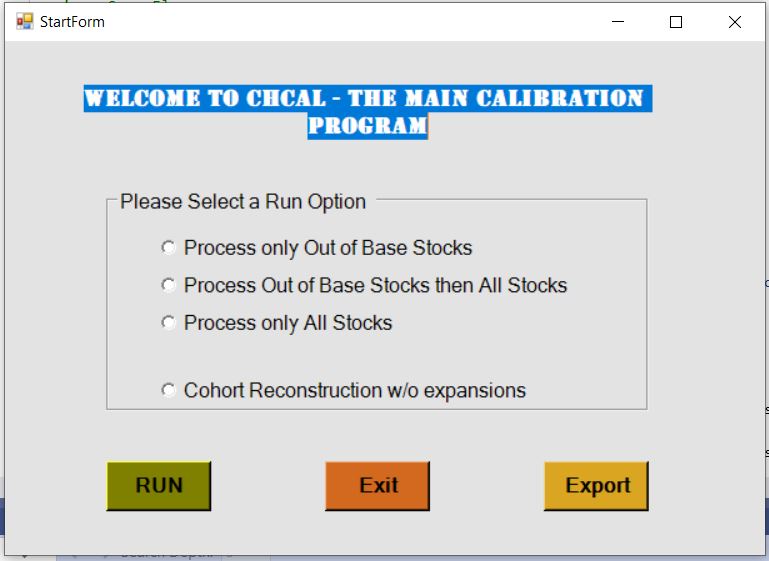 StartForm
WELCOME TO CHCAL - THE MAIN CALIBRATION
PROGRAM
Please Select a Run Option
Process only Out of Base Stocks
Process Out of Base Stocks then All Stocks
Process only All Stocks
Cohort Reconstruction w/o expansions
RUN
Exit
Export